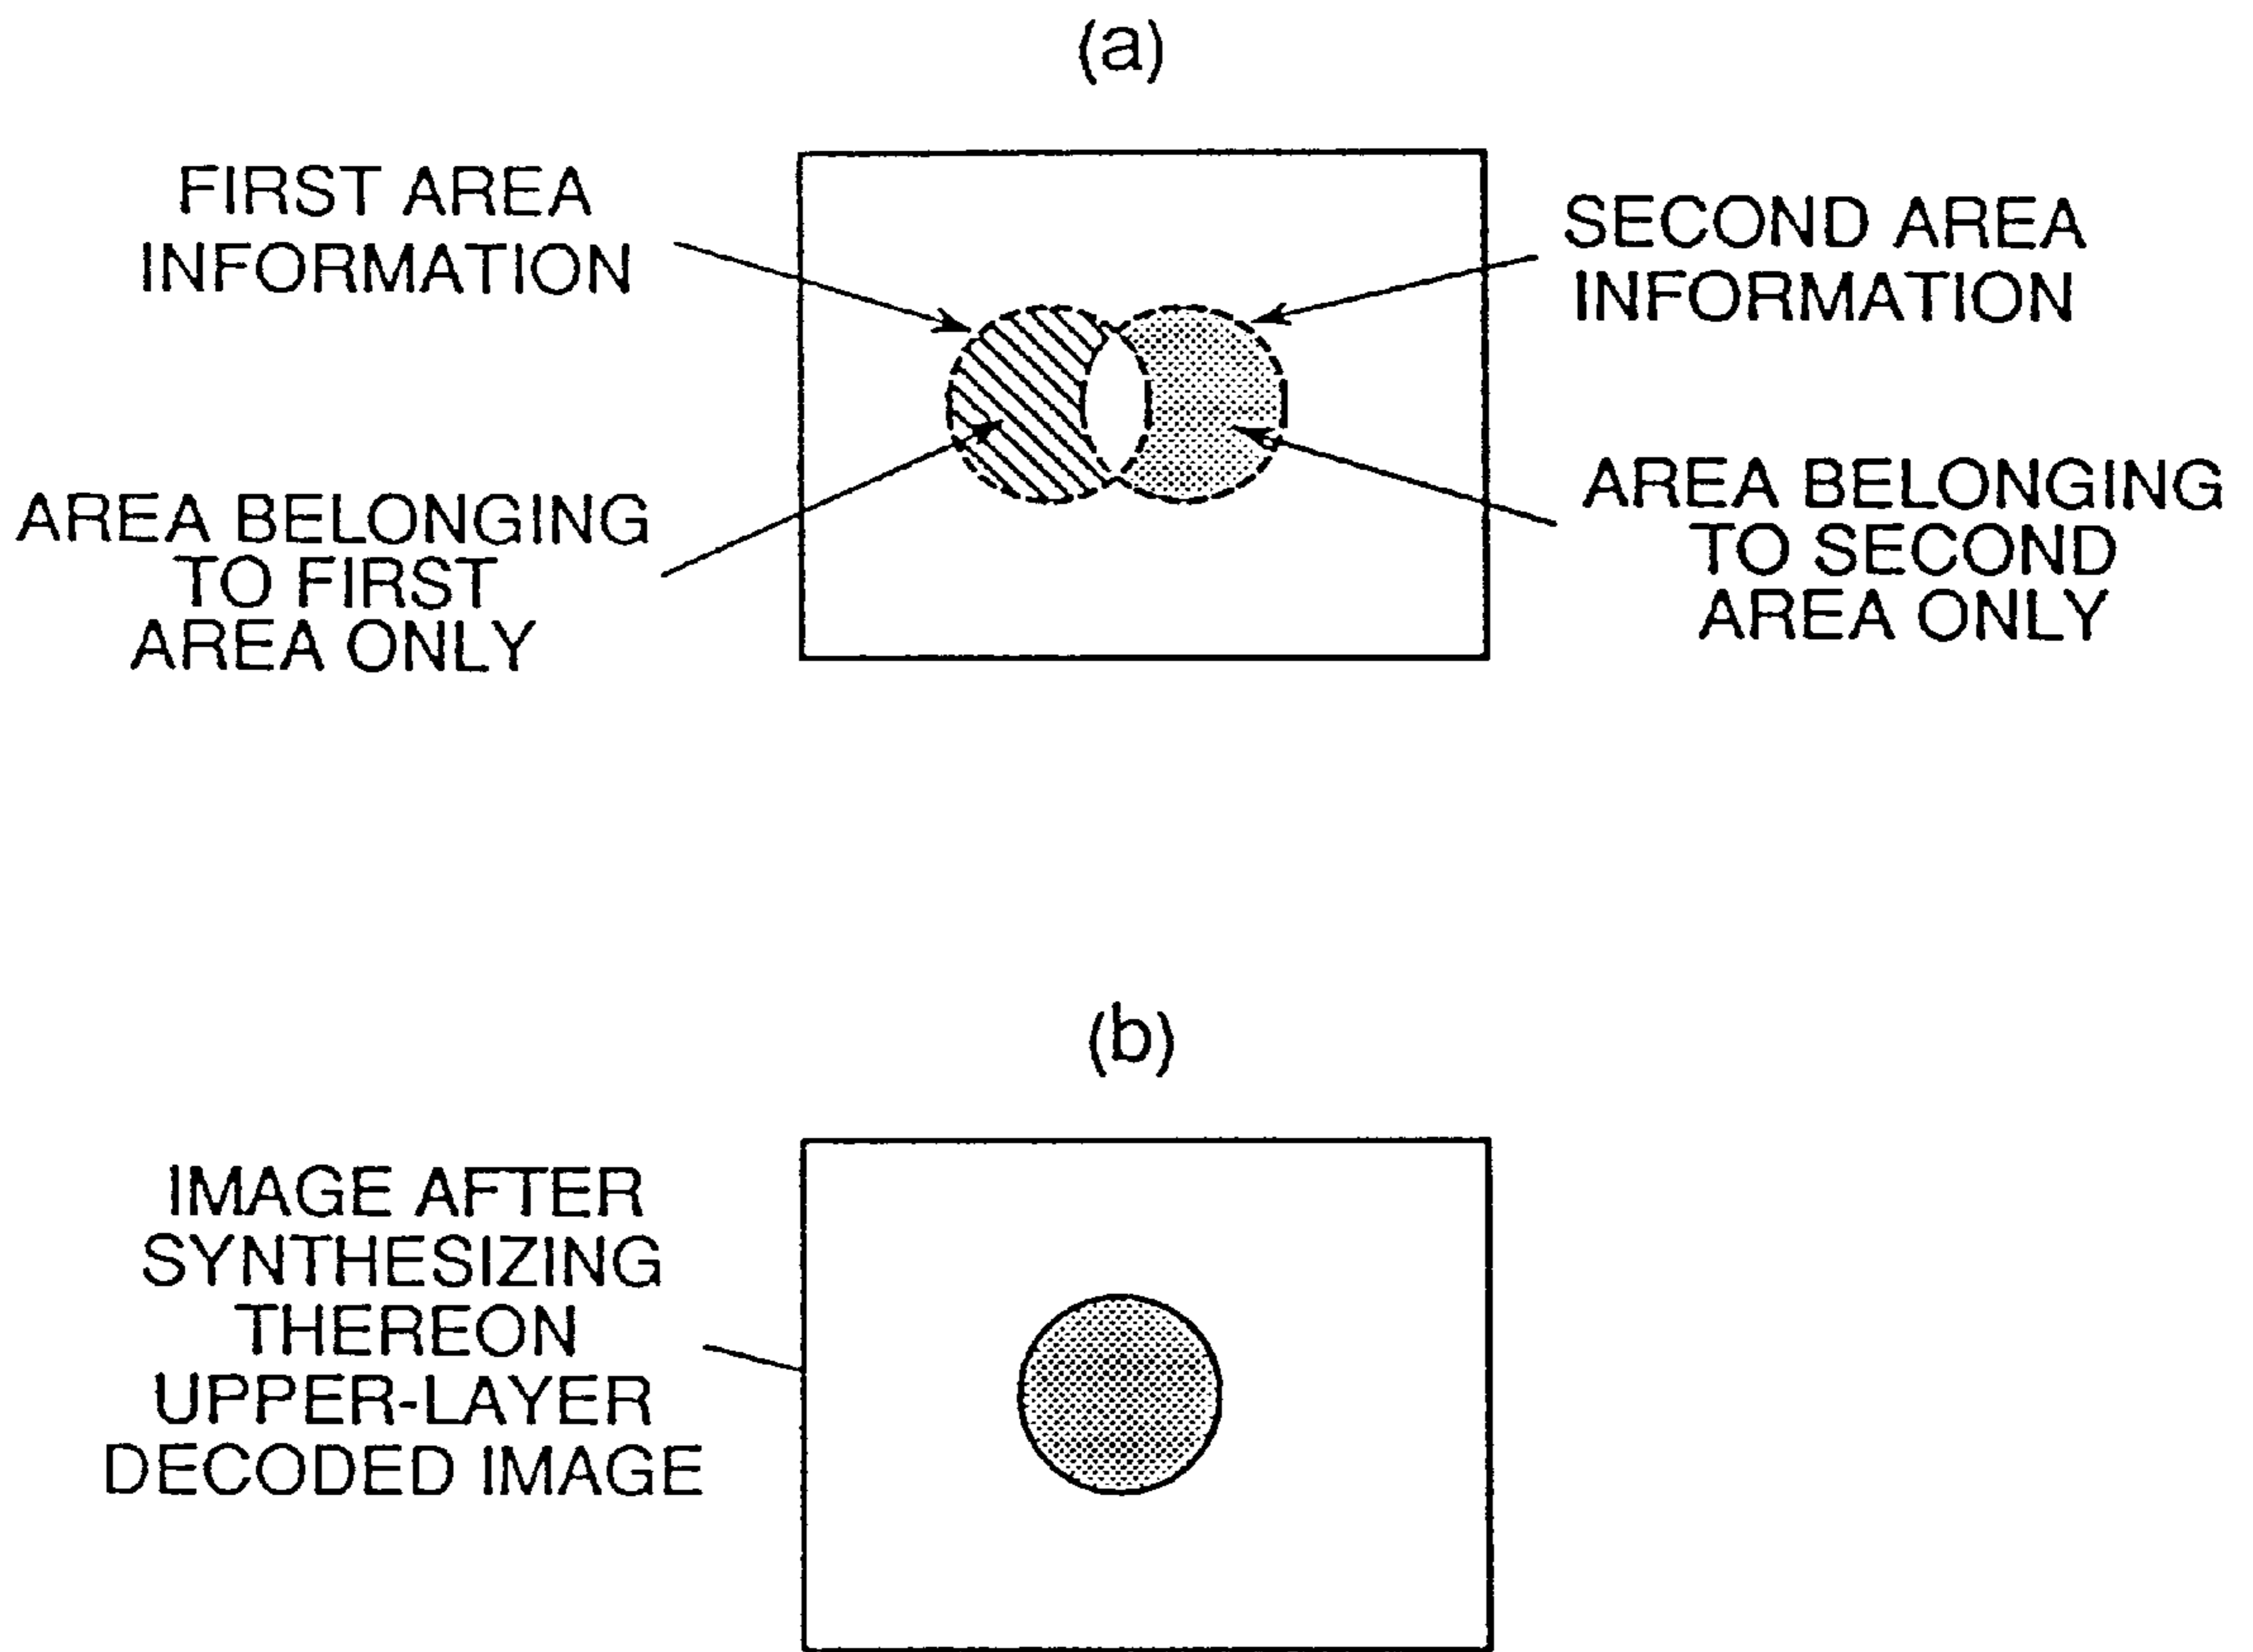 (a)
FIRST AREA
INFORMATION
SECOND AREA
INFORMATION
AREA BELONGING
TO FIRST
AREA ONLY
AREA BELONGING
TO SECOND
AREA ONLY
(b)
IMAGE AFTER
SYNTHESIZING
THEREON
UPPER-LAYER
DECODED IMAGE